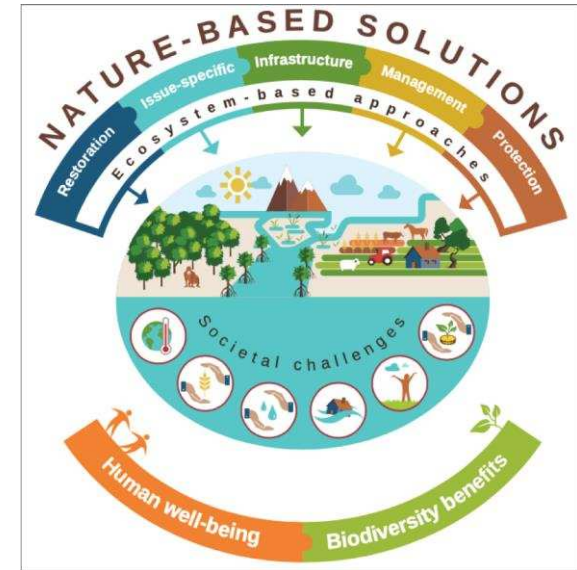 NATURE-BASED SOLUTIONS
Restoration
Issue-specific
Infrastructure
Management
Protection
Ecosystem-based approaches
Societal challenges
Human well-being
Biodiversity benefits